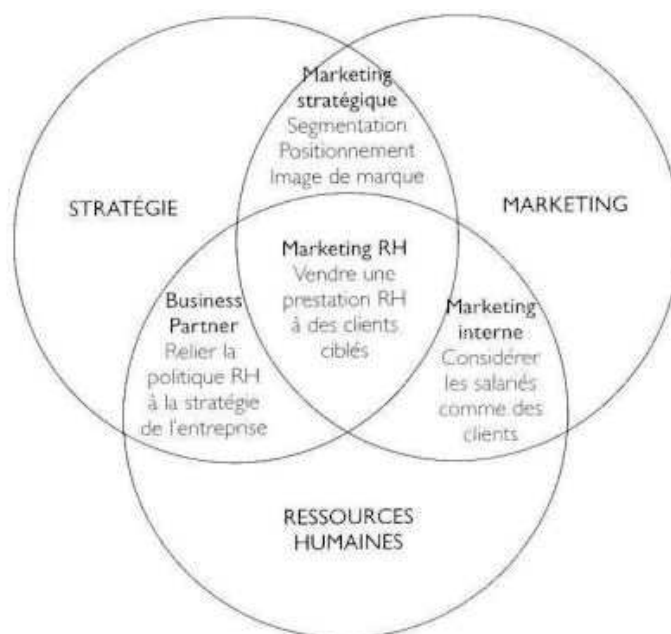 Marketing
stratégique
Segmentation
Positionnement
Image de marque
STRATÉGIE
MARKETING
Marketing RH
Vendre une
prestation RH
à des clients
ciblés
Business
Partner
Relier la
politique RH
à la stratégie
de l'entreprise
Marketing
interne
Considérer
les salariés
comme des
clients
RESSOURCES
HUMAINES